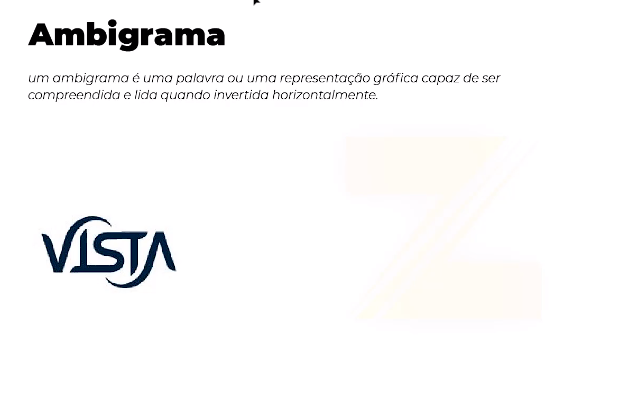 Ambigrama
um ambigrama é uma palavra ou uma representação gráfica capaz de ser
compreendida e lida quando invertida horizontalmente.
VISTA
Z